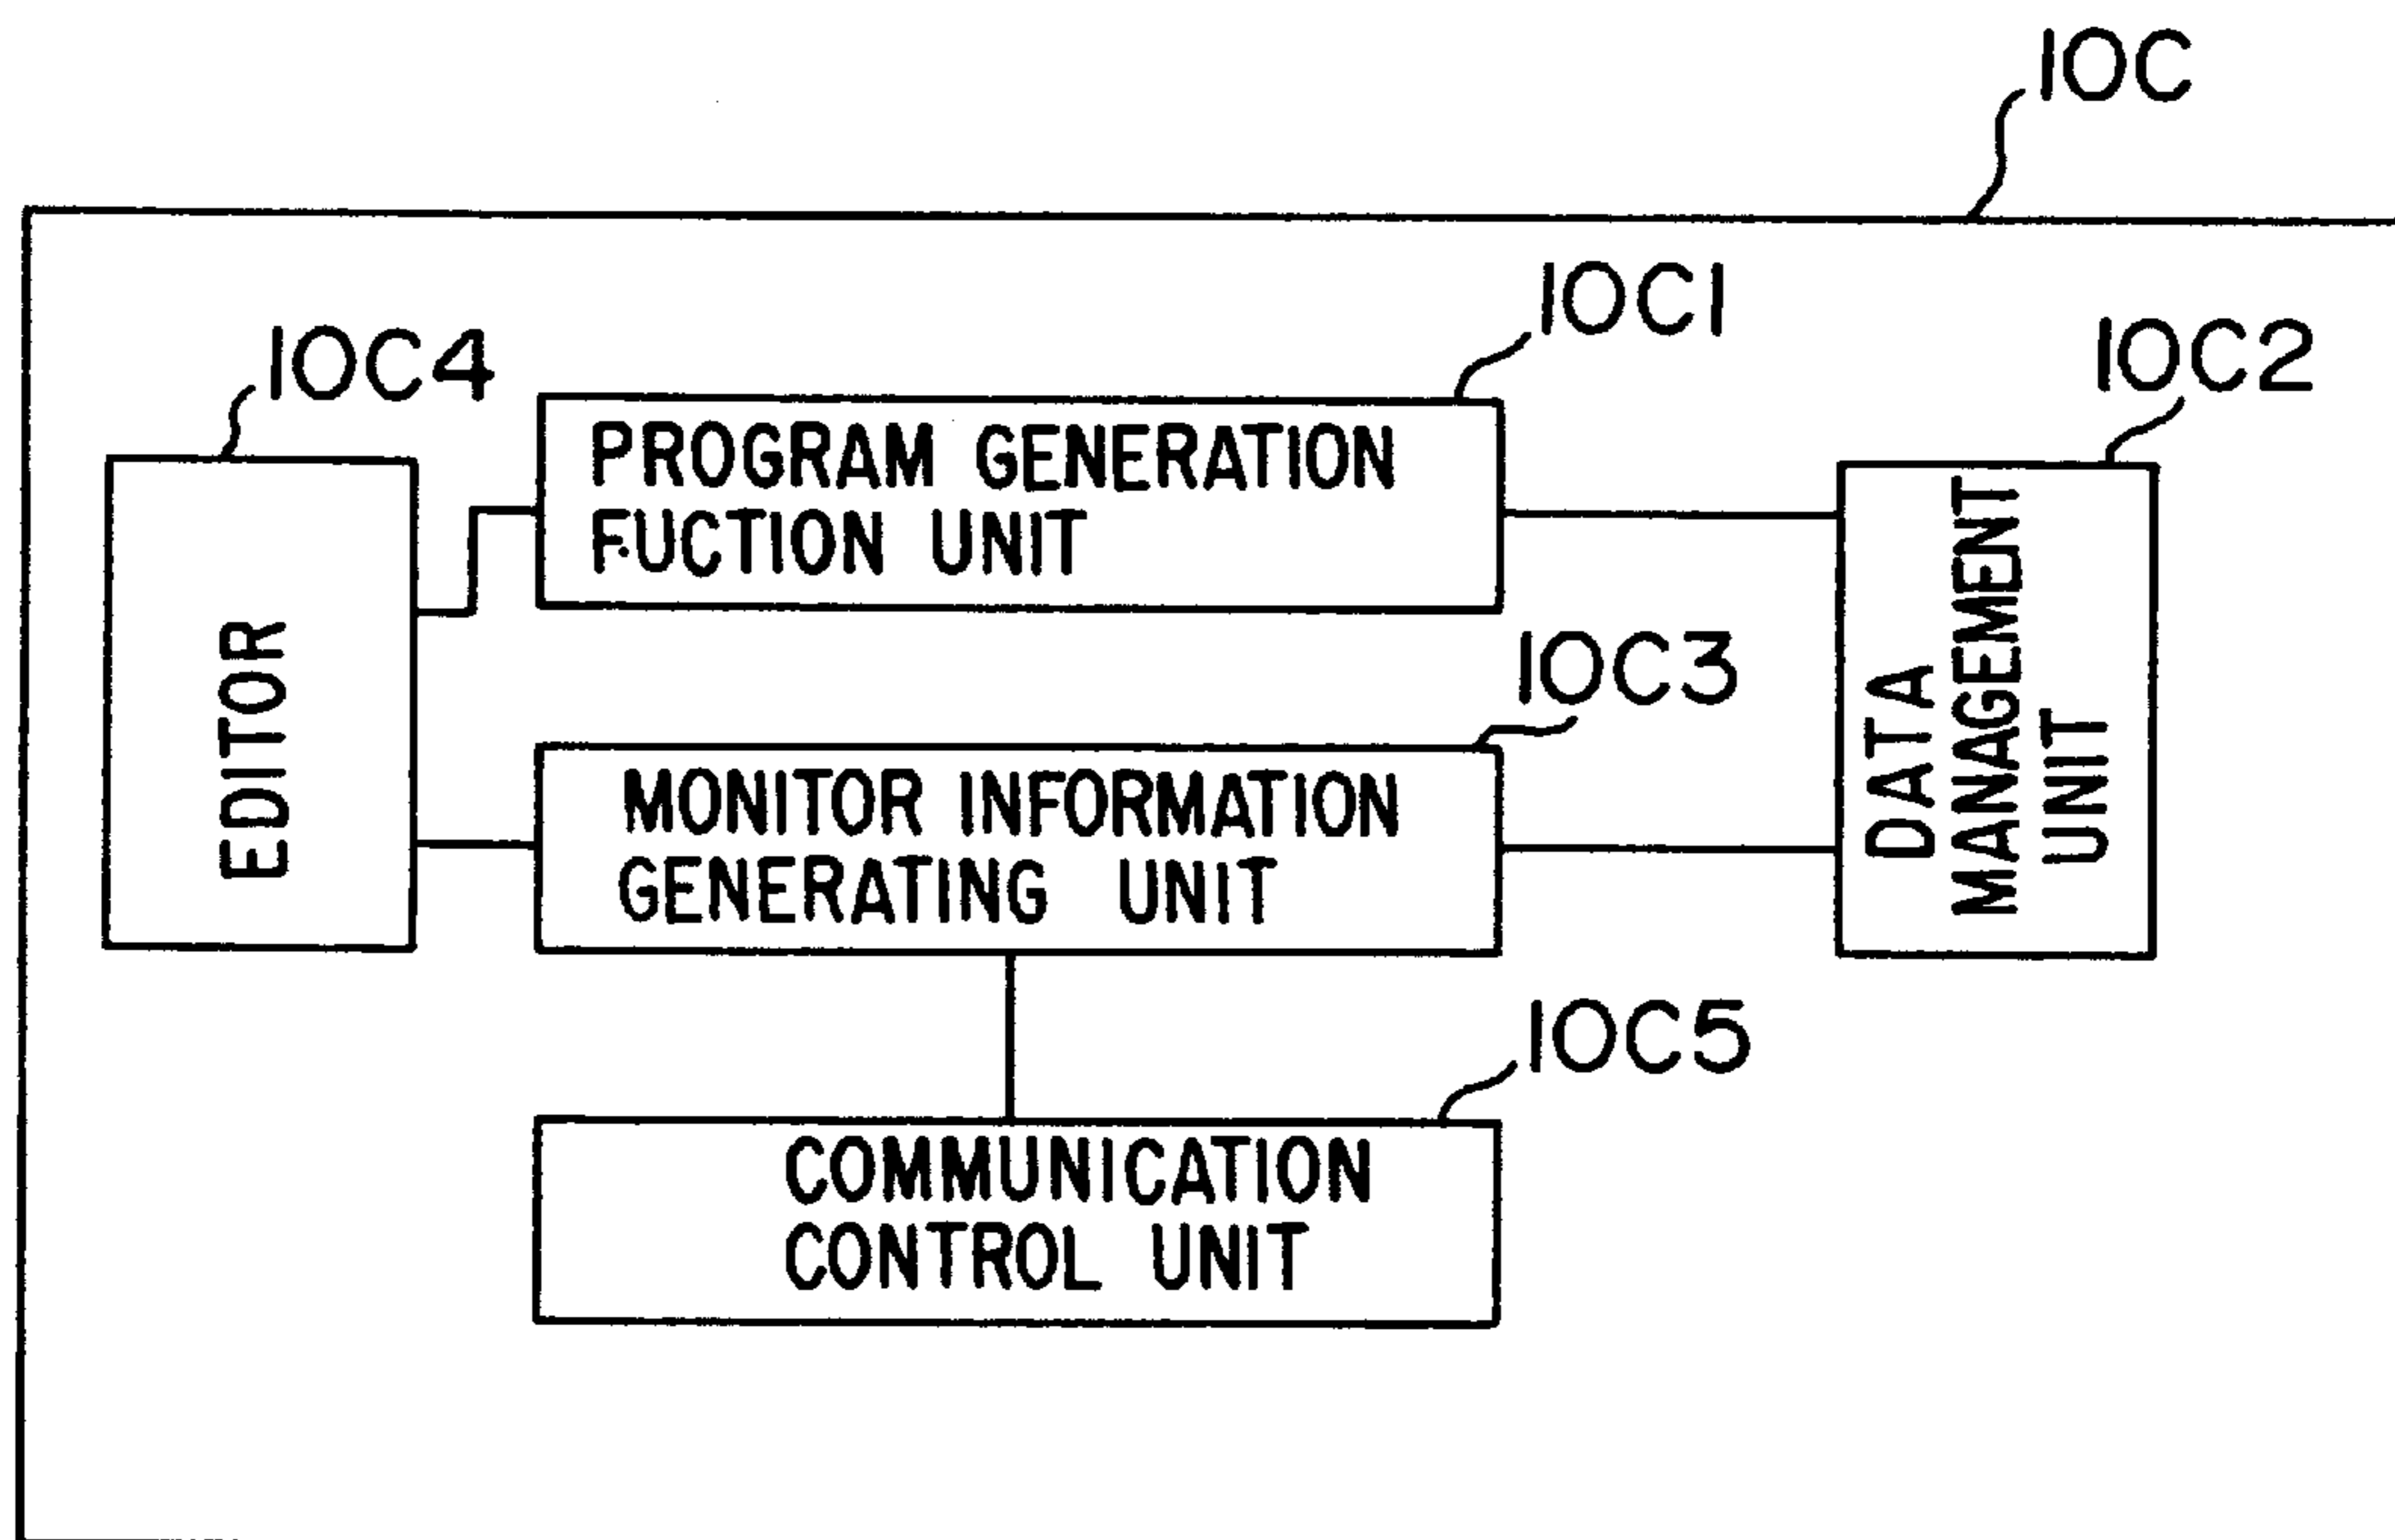 10C
10C1
10C2
10C4
PROGRAM GENERATION
FUCTION UNIT
EDITOR
DATA
MANAGEMENT
UNIT
10C3
MONITOR INFORMATION
GENERATING UNIT
10C5
COMMUNICATION
CONTROL UNIT